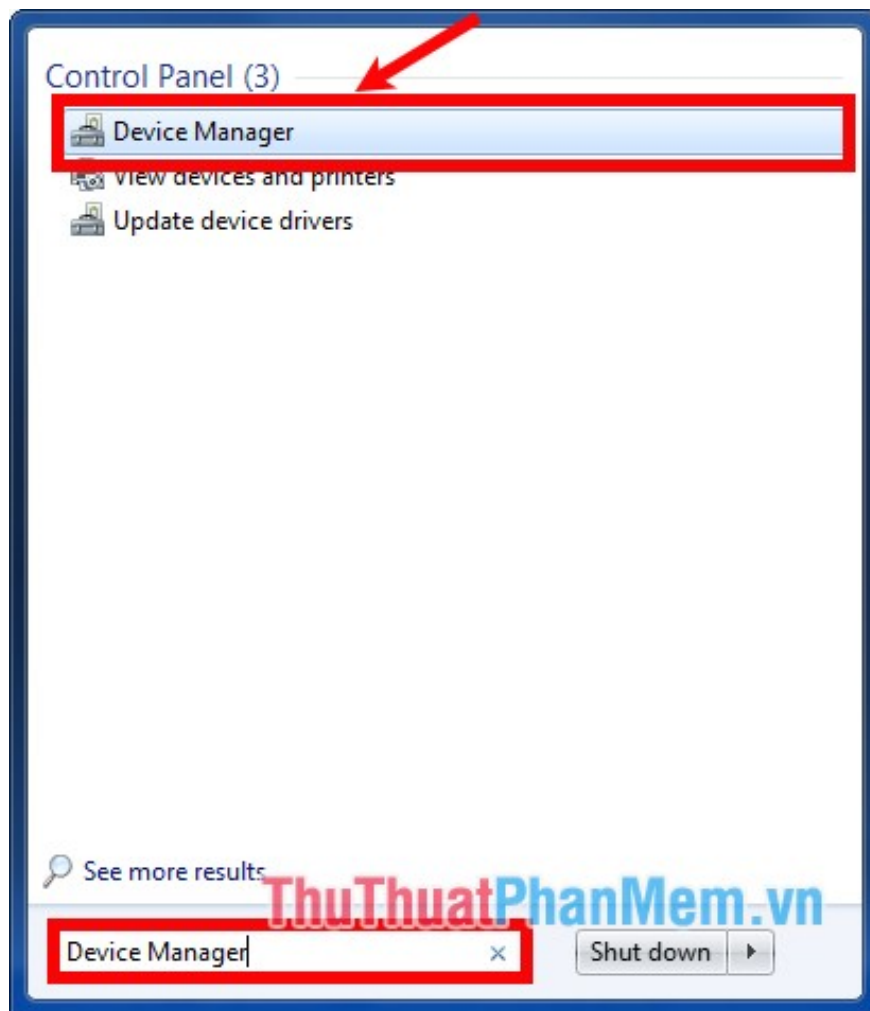 Control Panel (3)
Device Manager
View devices and printers
Update device drivers
See more results
ThuThuatPhanMem.vn
Device Manager
Shut down